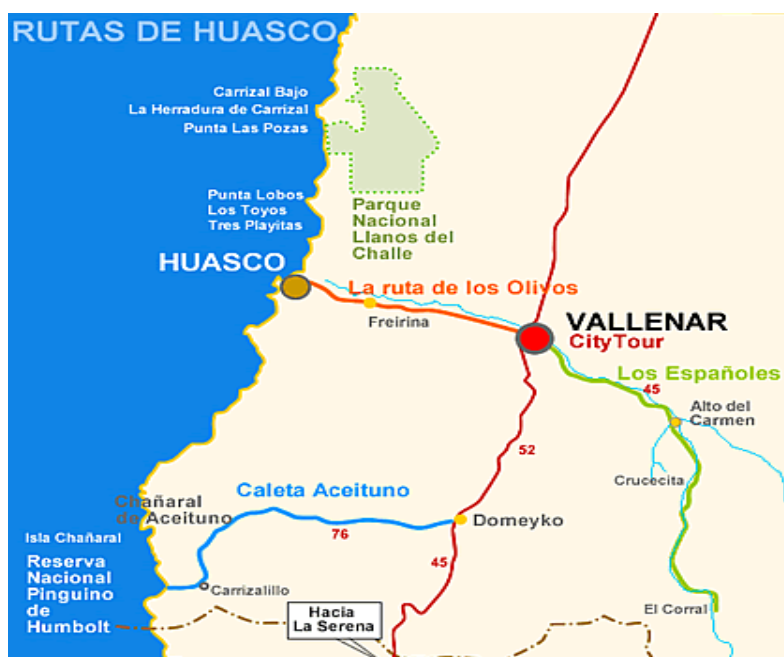 RUTAS DE HUASCO
Carrizal Bajo
La Herradura de Carrizal
Punta Las Pozas
Punta Lobos
Los Toyos
Tres Playitas
Parque
Nacional
Llanos del
Challe
HUASCO
La ruta de los Olivos
Freirina
VALLENAR
CityTour
Los Españoles
45
Alto del
Carmen
52
Crucecita
Caleta Aceituno
Chañaral
de Aceituno
76
Domeyko
Isla Chañaral
45
Reserva
Nacional
Pinguino
de
Humbolt
Carrizalillo
El Corral
Hacia
La Serena